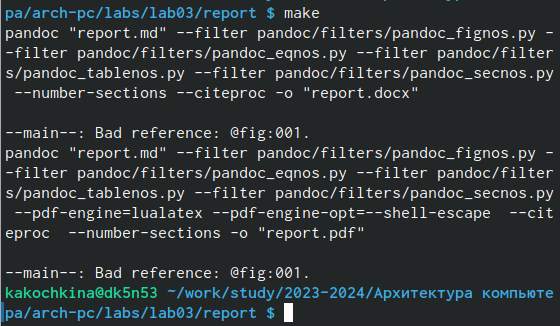 pa/arch-pc/labs/lab03/report $ make
pandoc "report.md" --filter pandoc/filters/pandoc_fignos.py -
-filter pandoc/filters/pandoc_eqnos.py --filter pandoc/filter
s/pandoc_tablenos.py --filter pandoc/filters/pandoc_secnos.py
 --number-sections --citeproc -o "report.docx"

--main--: Bad reference: @fig:001.
pandoc "report.md" --filter pandoc/filters/pandoc_fignos.py -
-filter pandoc/filters/pandoc_eqnos.py --filter pandoc/filter
s/pandoc_tablenos.py --filter pandoc/filters/pandoc_secnos.py
 --pdf-engine=lualatex --pdf-engine-opt=--shell-escape  --cit
eproc  --number-sections -o "report.pdf"

--main--: Bad reference: @fig:001.
kakochkina@dk5n53 ~/work/study/2023-2024/Архитектура компьюте
pa/arch-pc/labs/lab03/report $